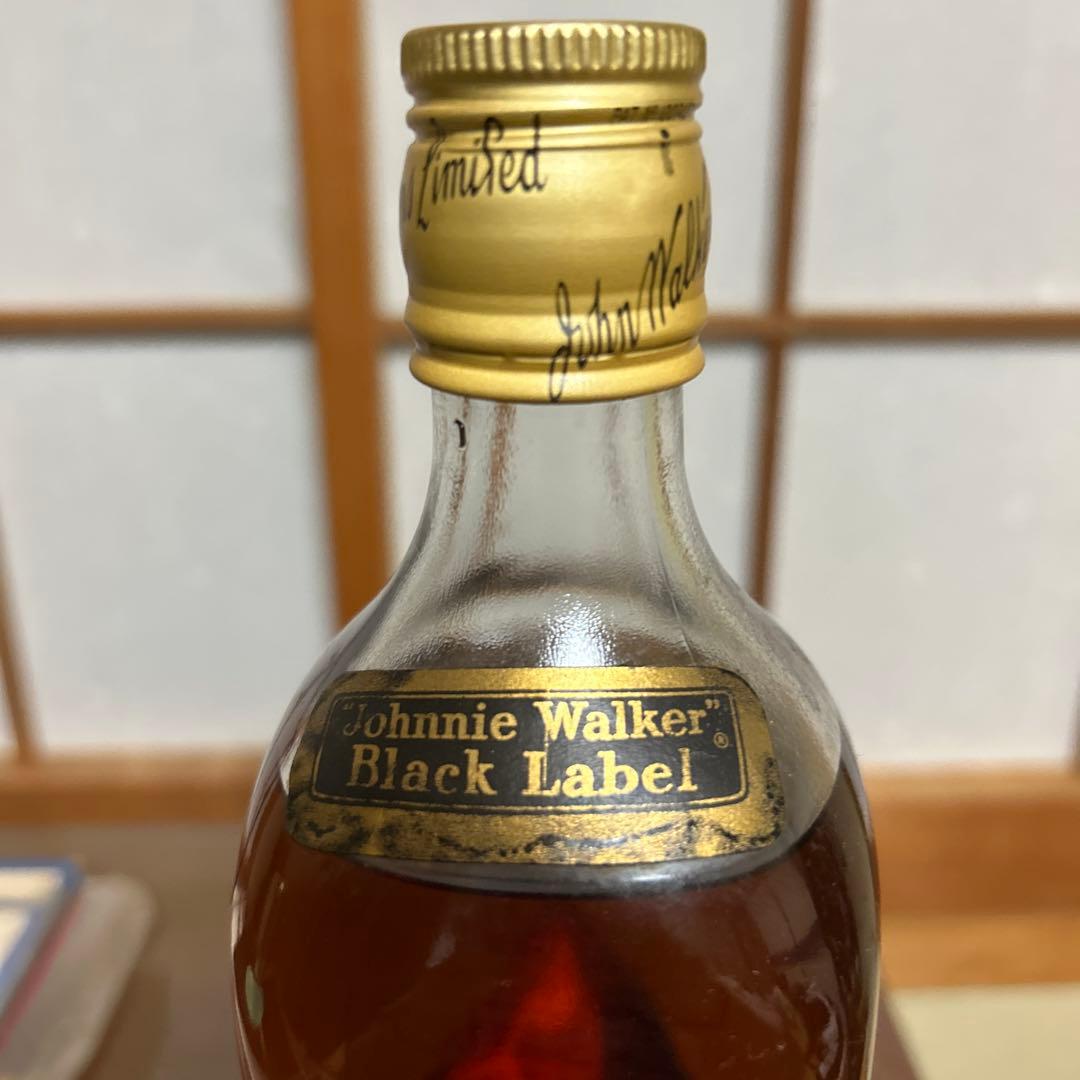 Limited
John Walker
"Johnnie Walker"®
Black Label